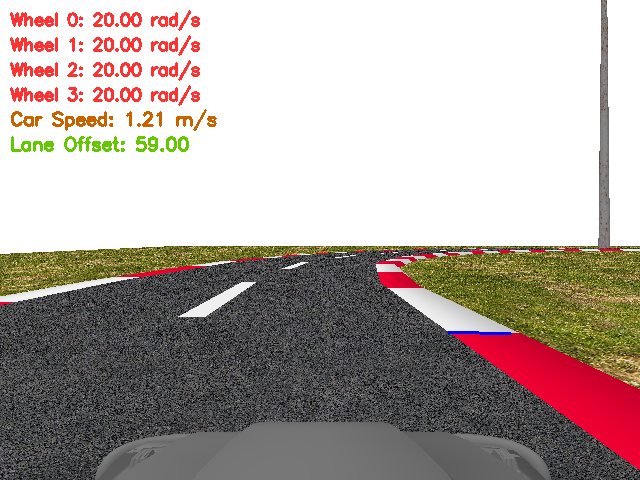 Wheel 0: 20.00 rad/s
Wheel 1: 20.00 rad/s
Wheel 2: 20.00 rad/s
Wheel 3: 20.00 rad/s
Car Speed: 1.21 m/s
Lane Offset: 59.00